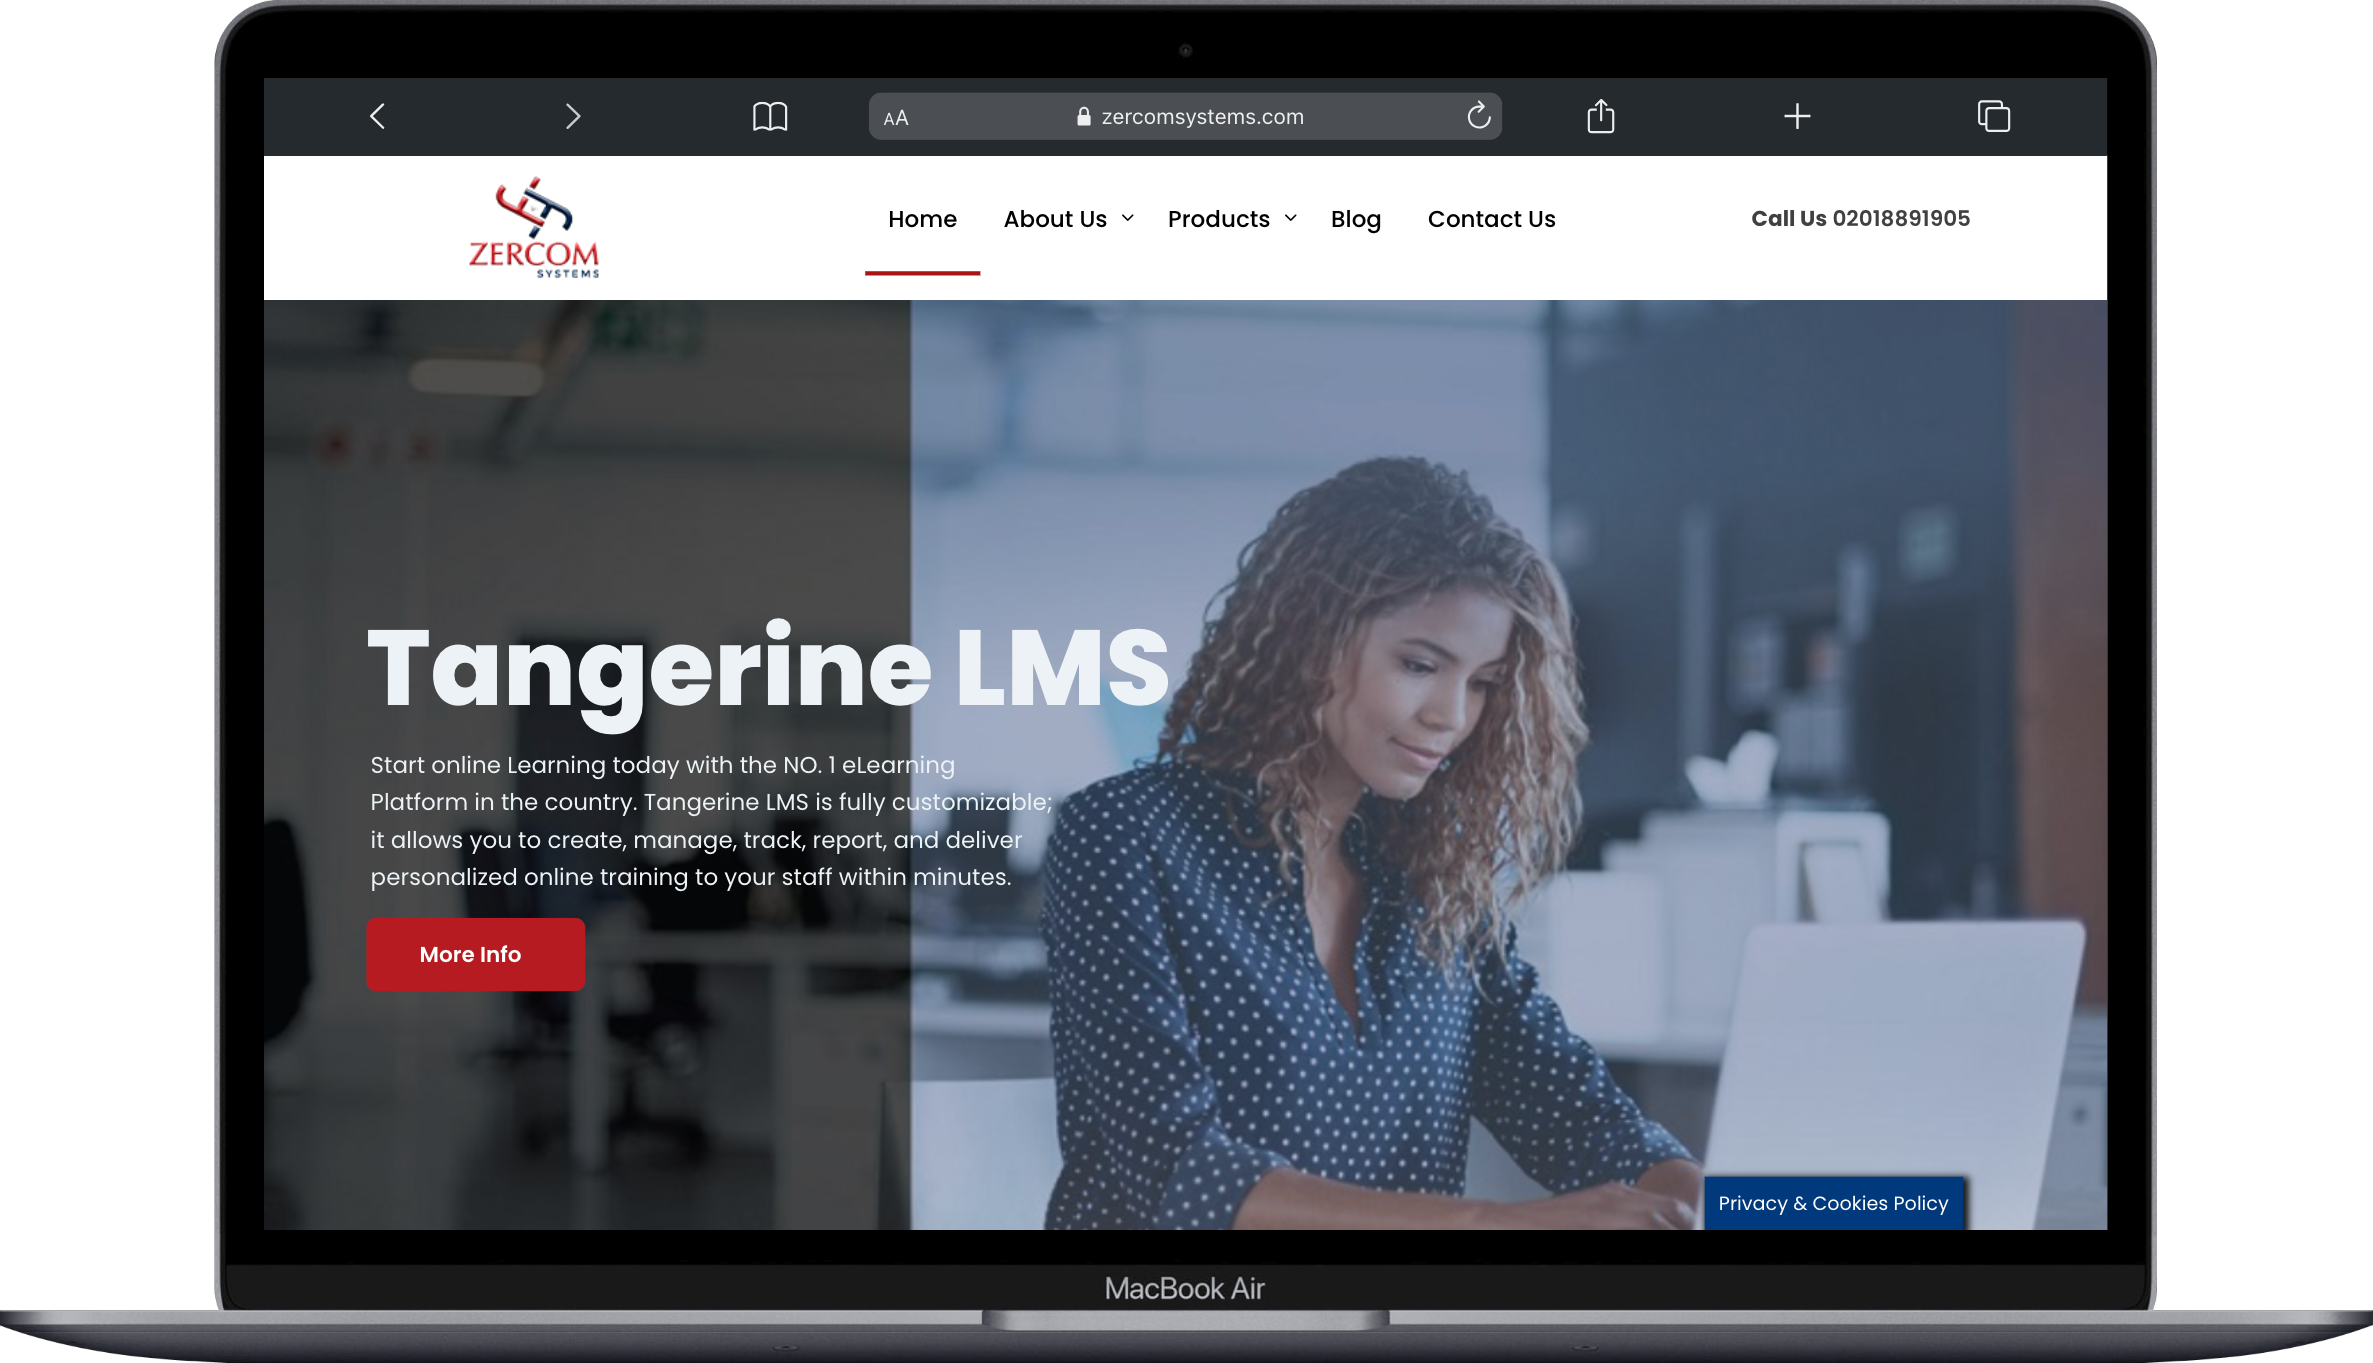 AA
zercomsystems.com
ZERCOM
SYSTEMS
Home
About Us
Products
Blog
Contact Us
Call Us 02018891905
Tangerine LMS
Start online Learning today with the NO. 1 eLearning
Platform in the country. Tangerine LMS is fully customizable;
it allows you to create, manage, track, report, and deliver
personalized online training to your staff within minutes.
More Info
Privacy & Cookies Policy
MacBook Air